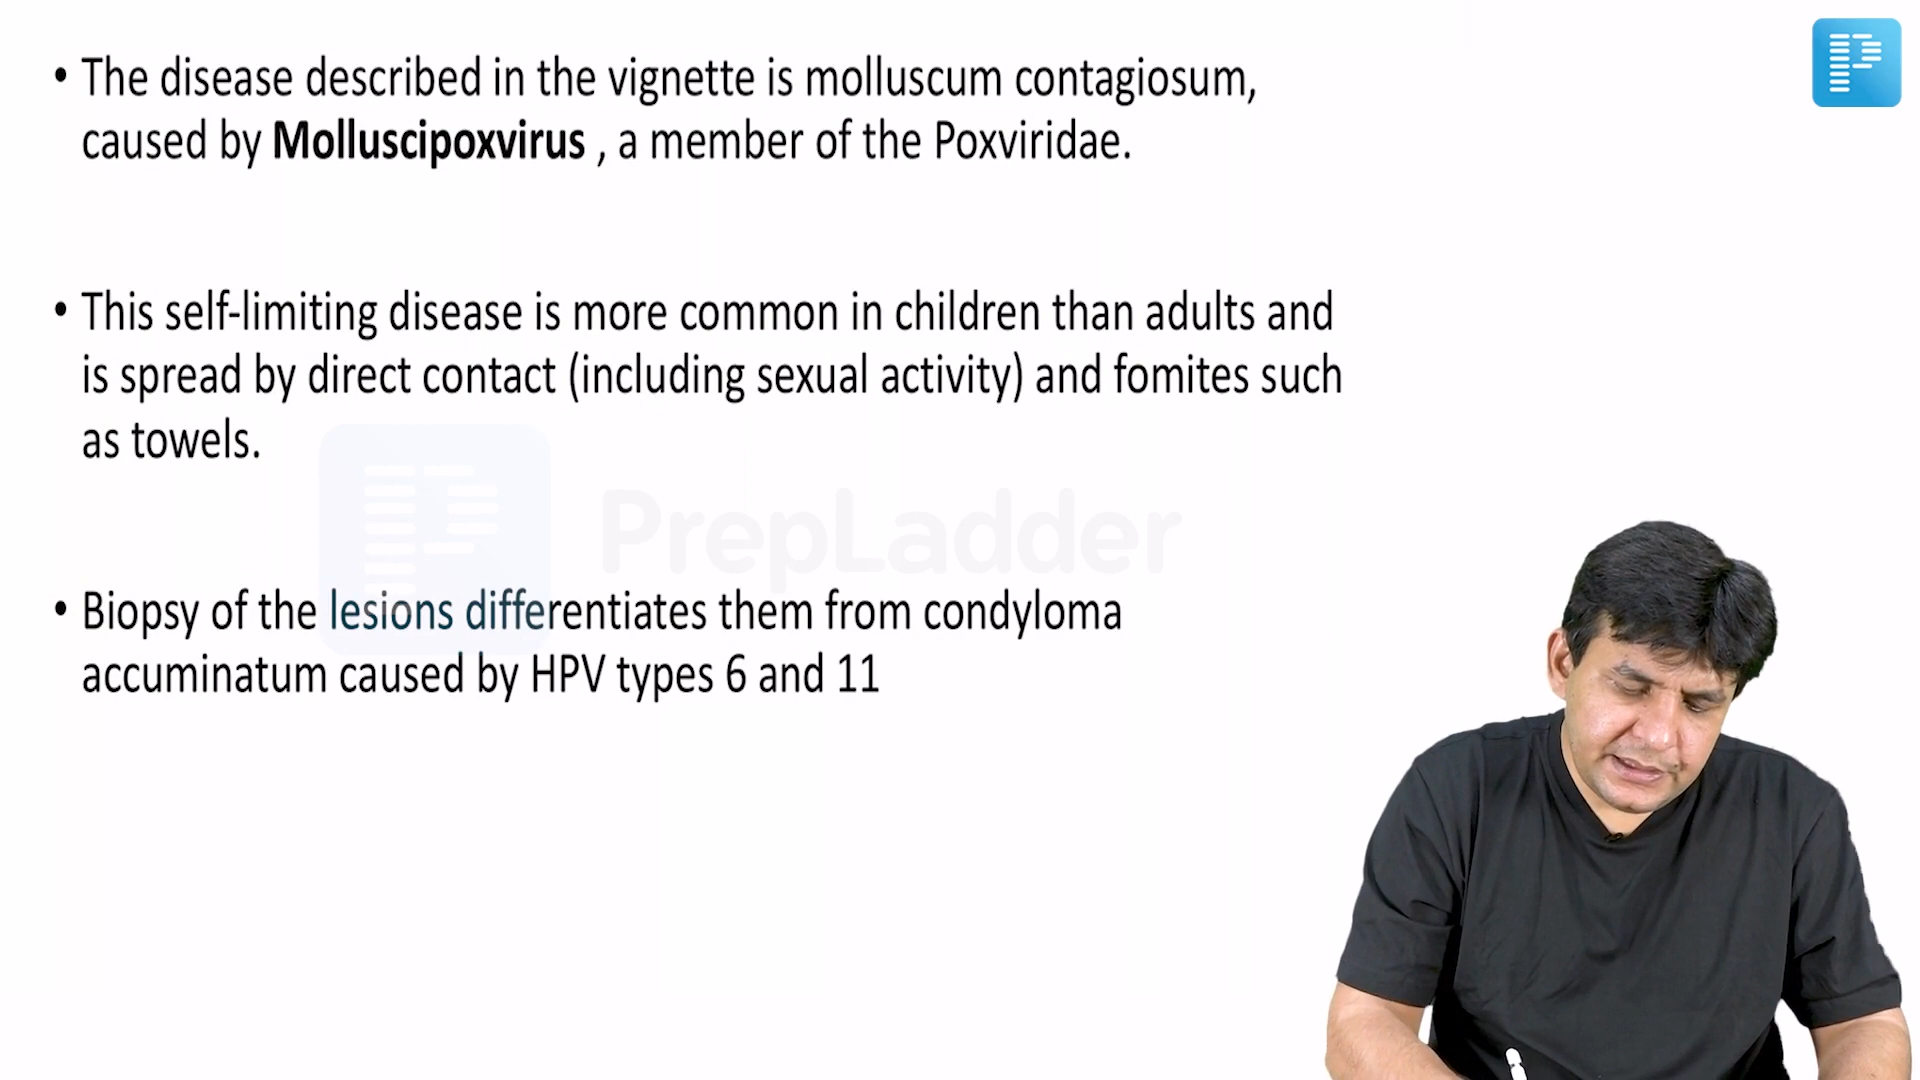 • The disease described in the vignette is molluscum contagiosum,
caused by Molluscipoxvirus , a member of the Poxviridae.
• This self-limiting disease is more common in children than adults and
is spread by direct contact (including sexual activity) and fomites such
as towels.
PrepLadder
• Biopsy of the lesions differentiates them from condyloma
accuminatum caused by HPV types 6 and 11